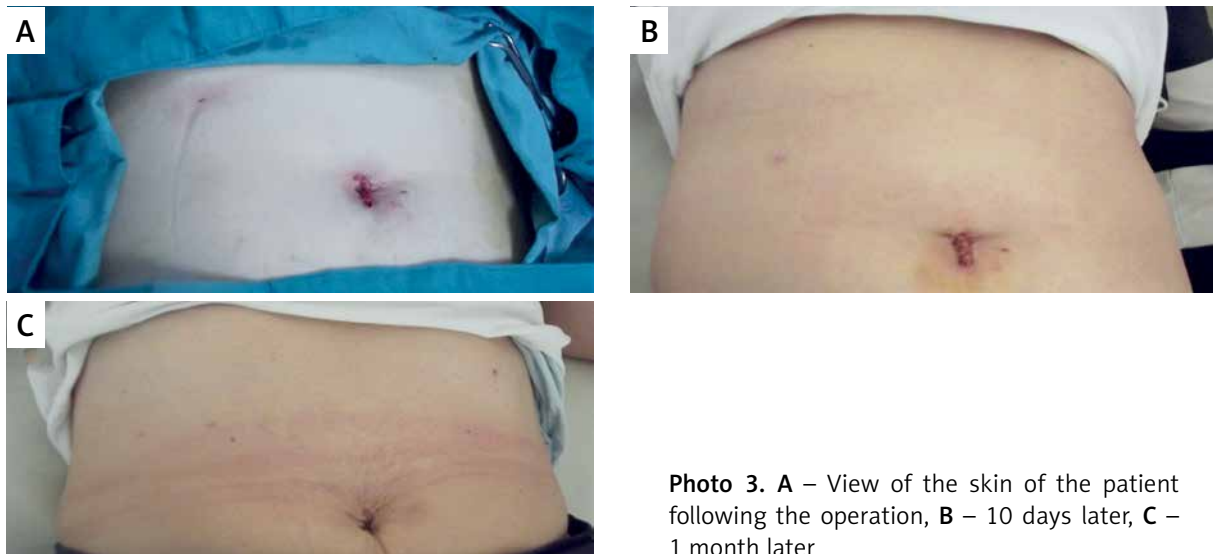 A
B
C
Photo 3. A – View of the skin of the patient
following the operation, B – 10 days later, C –
1 month later